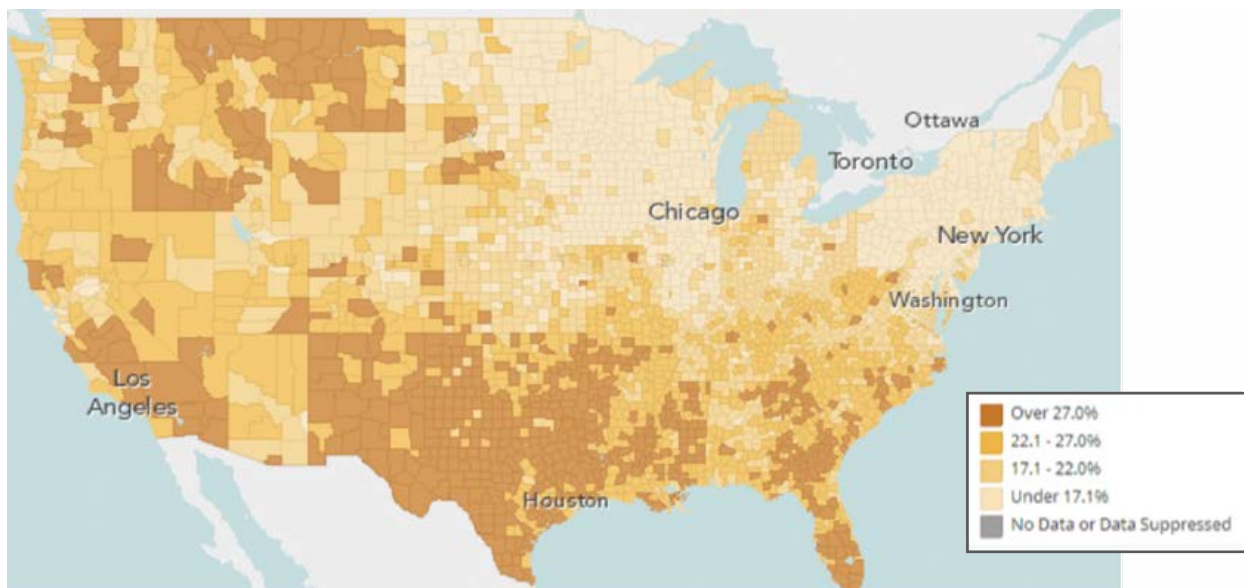 Ottawa
Toronto
Chicago
New York
Washington
Los
Angeles
Houston
Over 27.0%
22.1 - 27.0%
17.1 - 22.0%
Under 17.1%
No Data or Data Suppressed